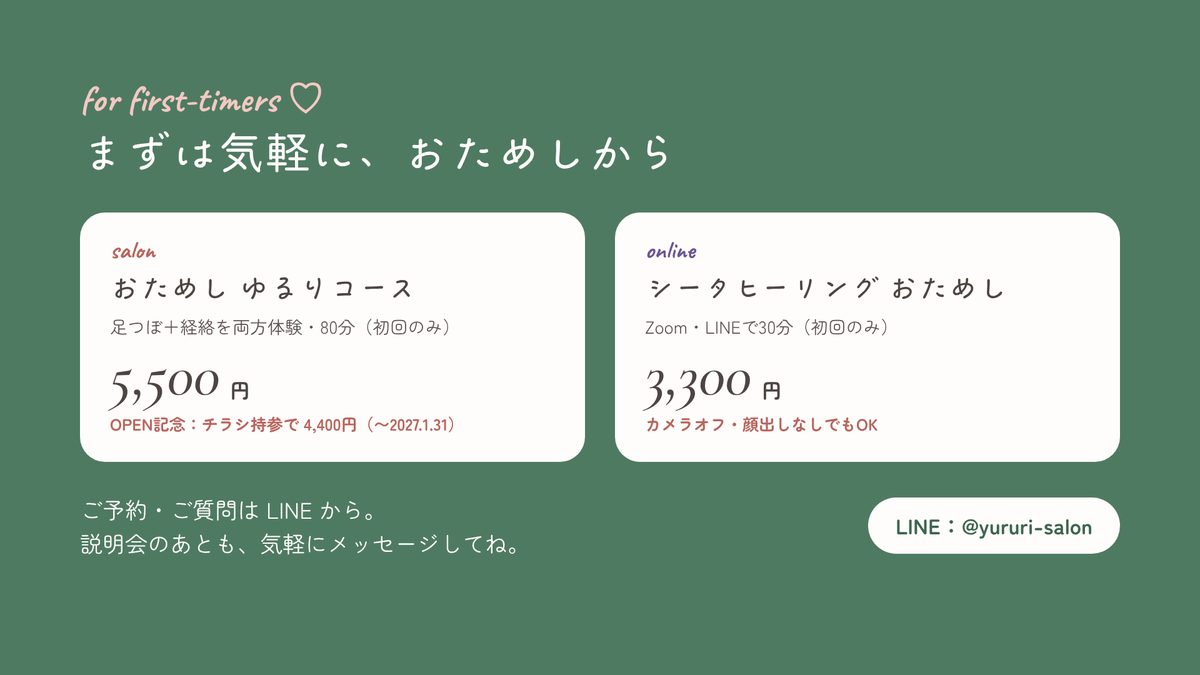 for first-timers ♡
まずは気軽に、おためしから
salon
おためし ゆるりコース
足つぼ＋経絡を両方体験・80分（初回のみ）
5,500 円
OPEN記念：チラシ持参で 4,400円（〜2027.1.31）
online
シータヒーリング おためし
Zoom・LINEで30分（初回のみ）
3,300 円
カメラオフ・顔出しなしでもOK
ご予約・ご質問は LINE から。
説明会のあとも、気軽にメッセージしてね。
LINE：@yururi-salon